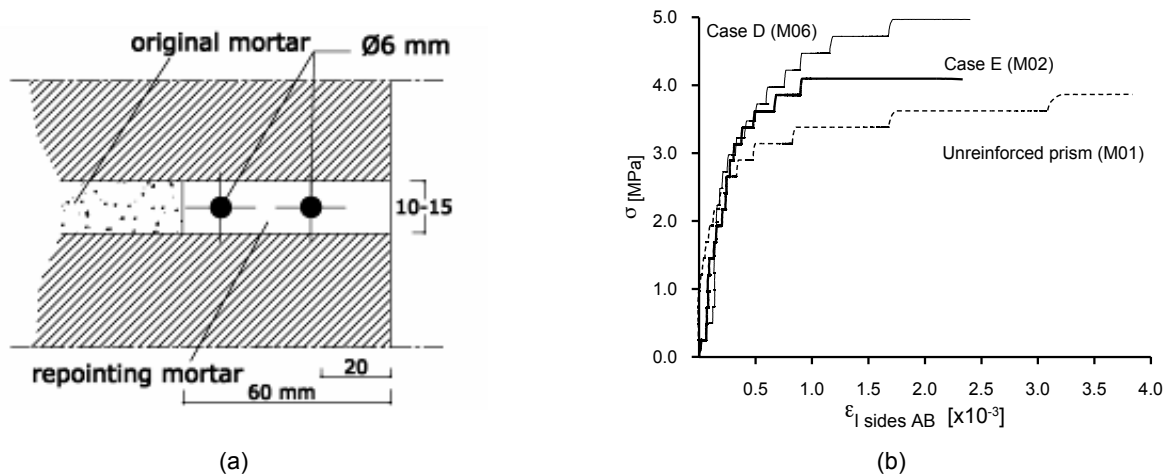 original mortar
Ø6 mm
10-15
repointing mortar
20
60 mm
(a)
5.0
4.0
3.0
2.0
1.0
0.0
σ [MPa]
Case D (M06)
Case E (M02)
Unreinforced prism (M01)
0.5 1.0 1.5 2.0 2.5 3.0 3.5 4.0
εl sides AB [x10⁻³]
(b)